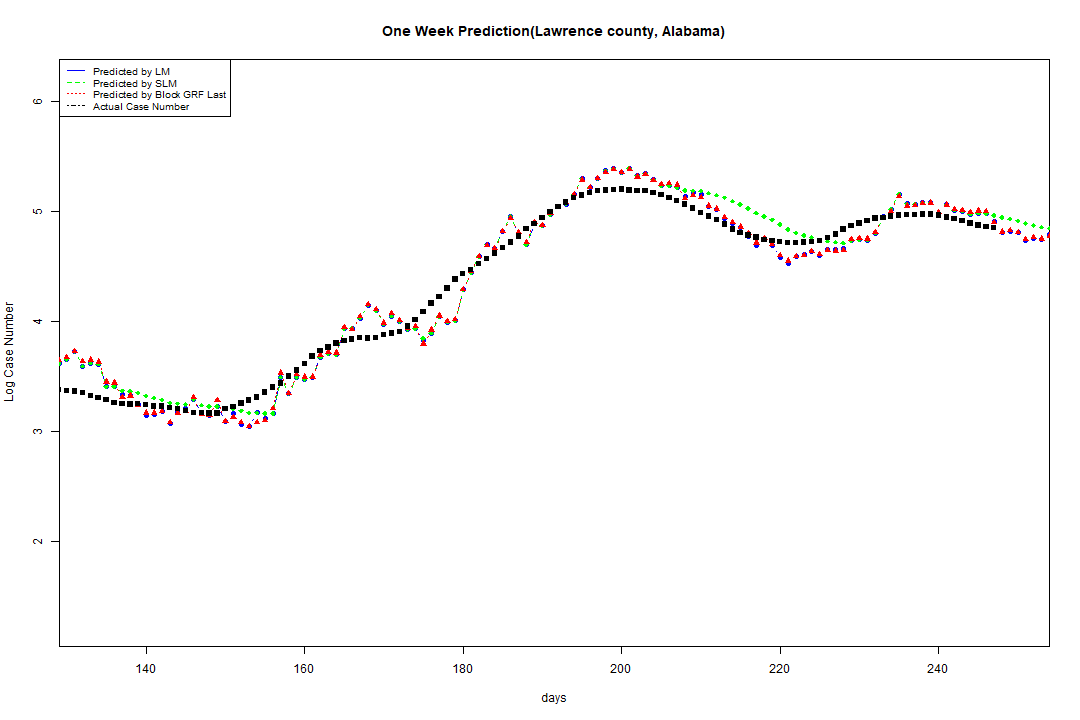 One Week Prediction(Lawrence county, Alabama)
Predicted by LM
Predicted by SLM
Predicted by Block GRF Last
Actual Case Number
6
5
4
3
2
Log Case Number
140 160 180 200 220 240
days